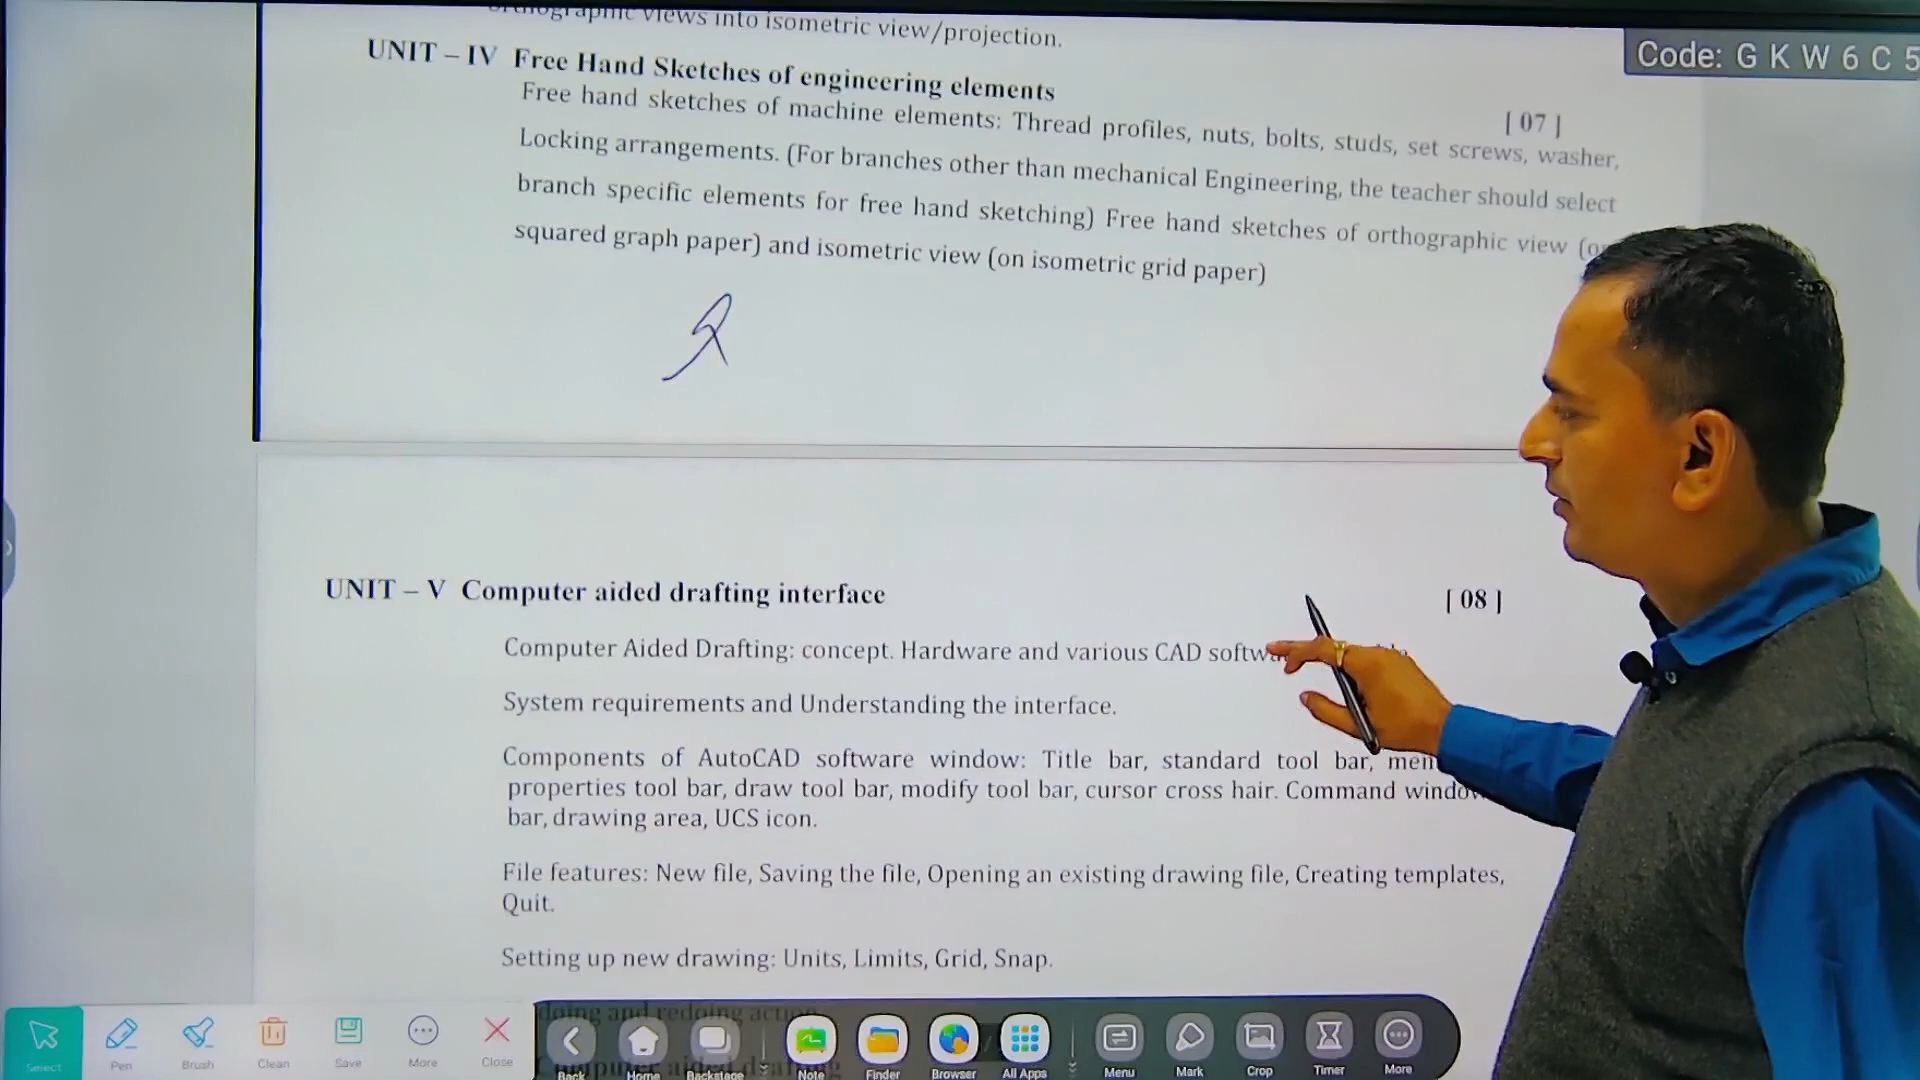 orthographic views into isometric view/projection.
Code: G K W 6 C 5
UNIT – IV Free Hand Sketches of engineering elements
[ 07 ]
Free hand sketches of machine elements: Thread profiles, nuts, bolts, studs, set screws, washer,
Locking arrangements. (For branches other than mechanical Engineering, the teacher should select
branch specific elements for free hand sketching) Free hand sketches of orthographic view (on
squared graph paper) and isometric view (on isometric grid paper)
UNIT – V Computer aided drafting interface
[ 08 ]
Computer Aided Drafting: concept. Hardware and various CAD
System requirements and Understanding the interface.
Components of AutoCAD software window: Title bar, standard tool bar,
properties tool bar, draw tool bar, modify tool bar, cursor cross hair. Command window
bar, drawing area, UCS icon.
File features: New file, Saving the file, Opening an existing drawing file, Creating templates,
Quit.
Setting up new drawing: Units, Limits, Grid, Snap.
and redoing
Computer aided drafting
Select Pen Brush Clean Save More Close
Back Home Backstage Note Finder Browser All Apps Menu Mark Crop Timer More